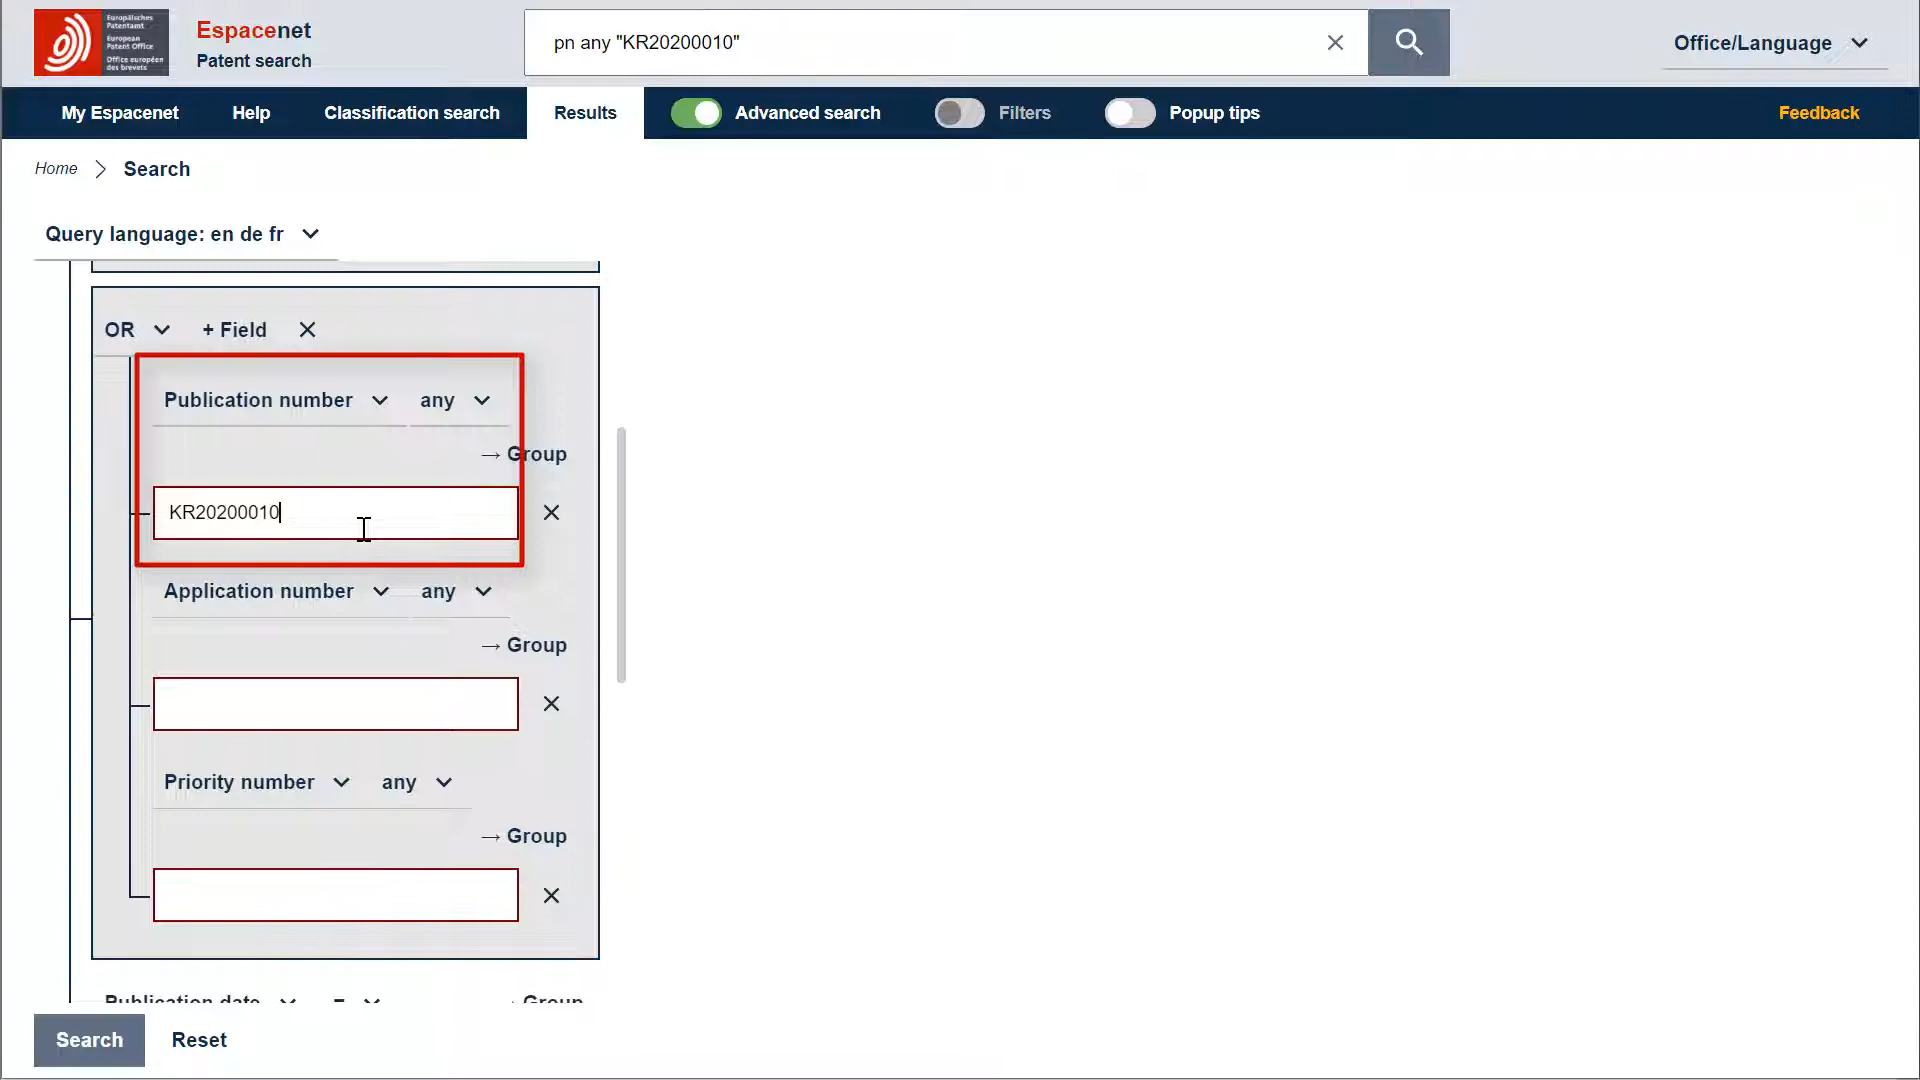 Europäisches
Patentamt
European
Patent Office
Office européen
des brevets
Espacenet
Patent search
pn any "KR20200010"
Office/Language
My Espacenet
Help
Classification search
Results
Advanced search
Filters
Popup tips
Feedback
Home
Search
Query language: en de fr
OR
+ Field
Publication number
any
→ Group
KR20200010
Application number
any
→ Group
Priority number
any
→ Group
Publication date
=
Group
Search
Reset